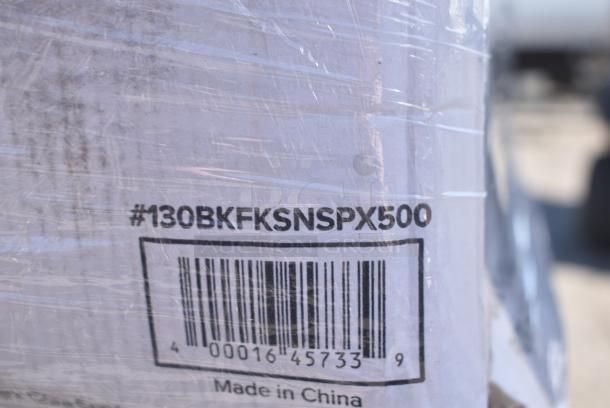 #130BKFKSNSPX500
4 00016 45733 9
Made in China